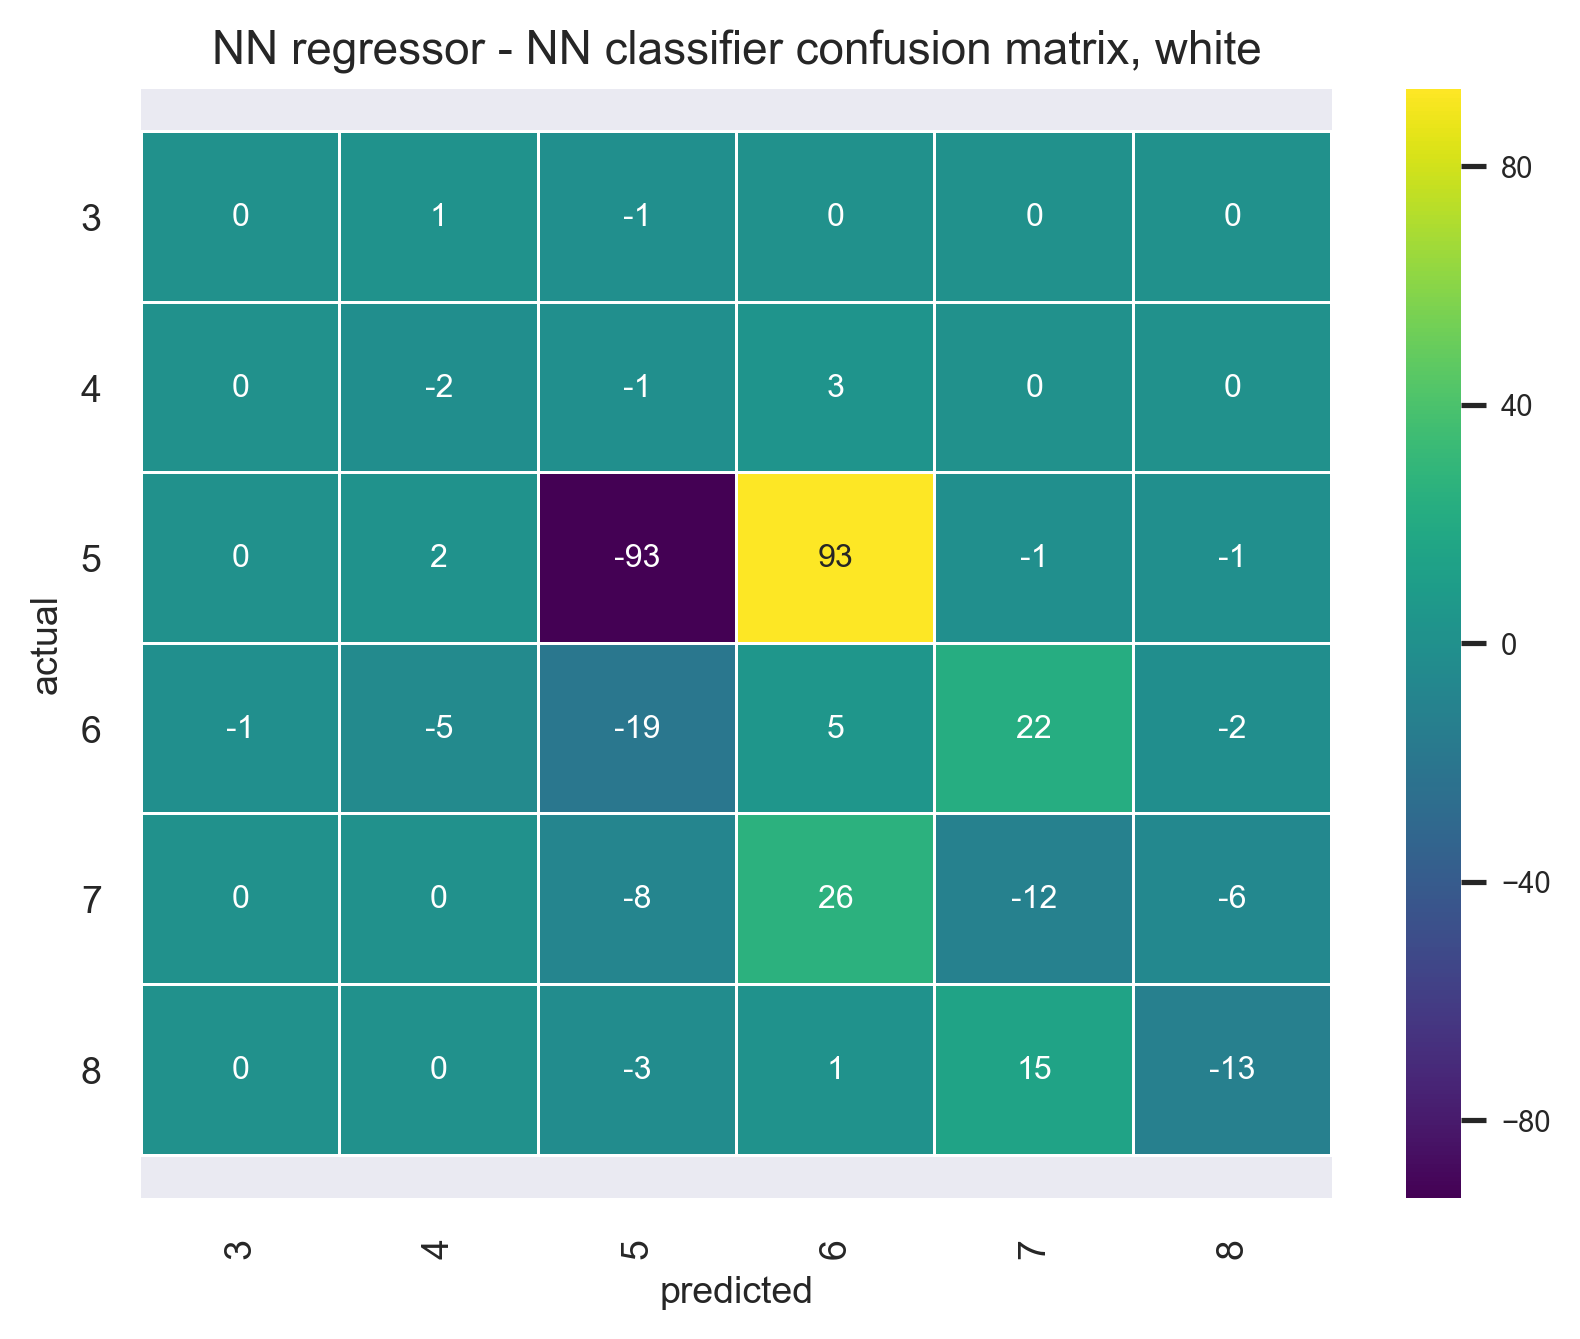 NN regressor - NN classifier confusion matrix, white
3 0 1 -1 0 0 0
4 0 -2 -1 3 0 0
5 0 2 -93 93 -1 -1
6 -1 -5 -19 5 22 -2
7 0 0 -8 26 -12 -6
8 0 0 -3 1 15 -13
actual
3 4 5 6 7 8
predicted
80
40
0
−40
−80